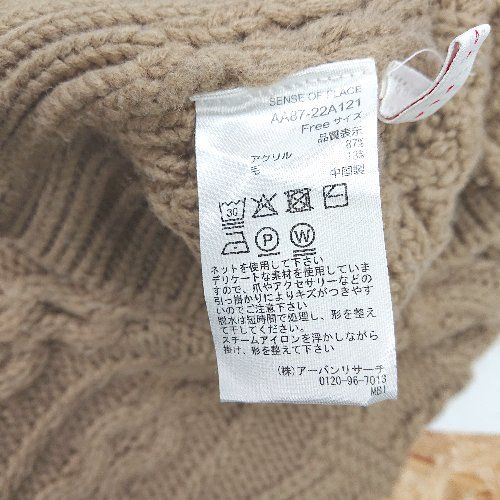 SENSE OF PLACE
AA87-22A121
Free サイズ
品質表示
アクリル 87%
毛 13%
中国製
30
P W
ネットを使用して下さい
デリケートな素材を使用していま
すので、爪やアクセサリーなどの
引っ掛かりによりキズがつきやす
いのでご注意下さい
脱水は短時間で処理し、形を整え
て干してください。
スチームアイロンを浮かしながら
掛け、形を整えて下さい
(株)アーバンリサーチ
0120-96-7013
MB1